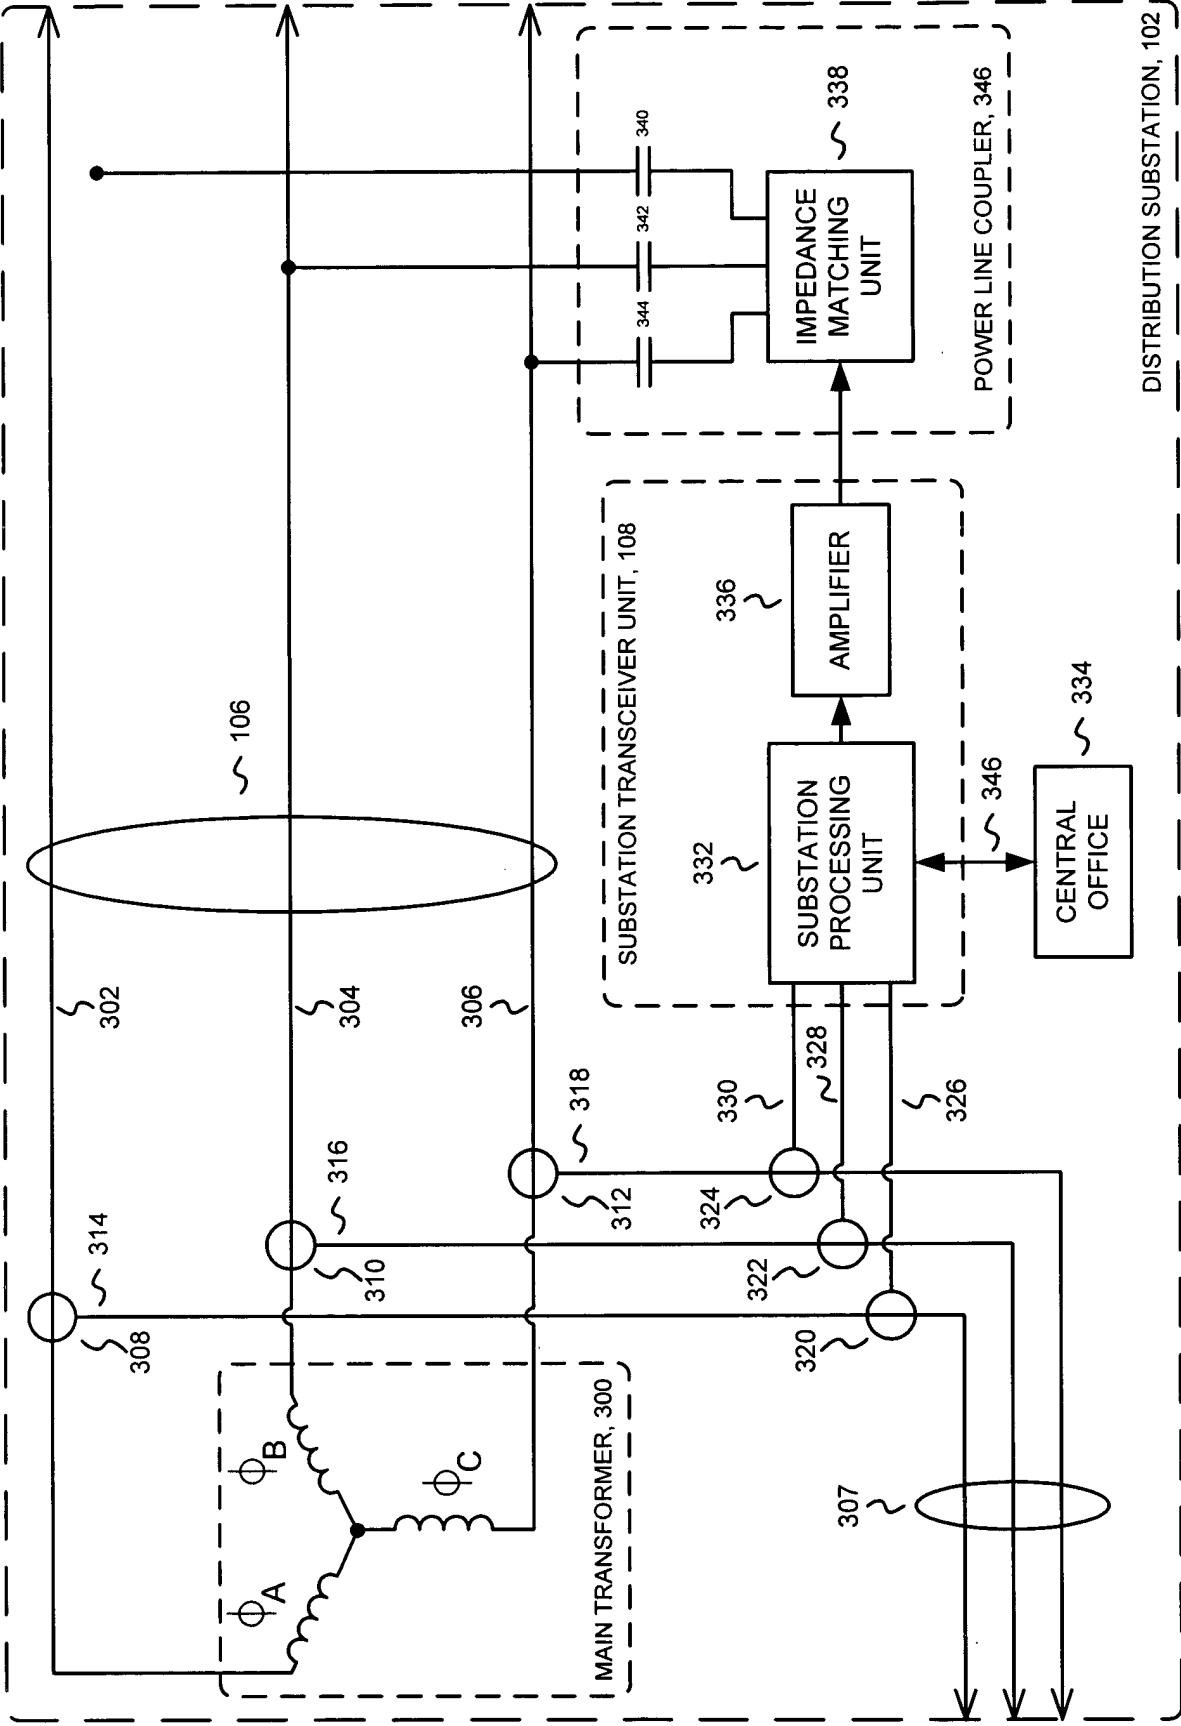 DISTRIBUTION SUBSTATION, 102
MAIN TRANSFORMER, 300
ϕA
ϕB
ϕC
302
304
306
106
308
314
310
316
312
318
320
322
324
326
328
330
307
SUBSTATION TRANSCEIVER UNIT, 108
332
SUBSTATION
PROCESSING
UNIT
336
AMPLIFIER
346
334
CENTRAL
OFFICE
POWER LINE COUPLER, 346
338
IMPEDANCE
MATCHING
UNIT
340
342
344